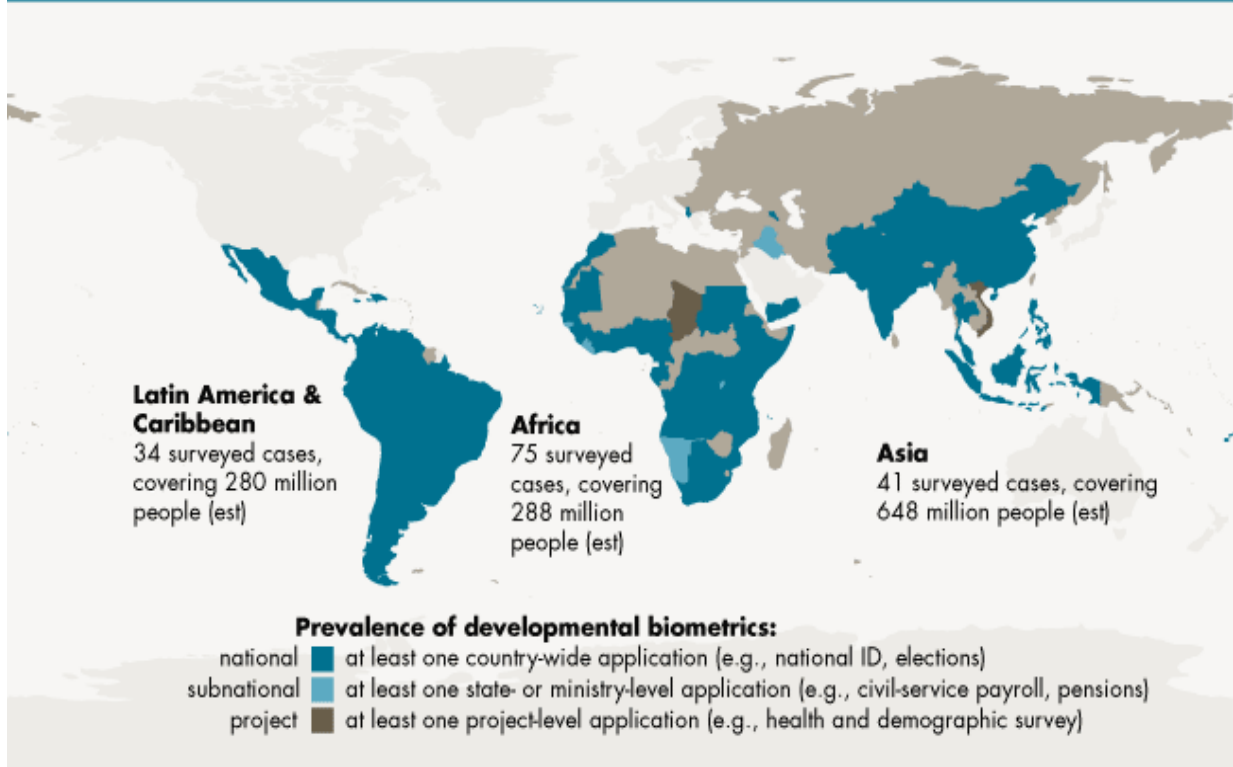 Latin America &
Caribbean
34 surveyed cases,
covering 280 million
people (est)
Africa
75 surveyed
cases, covering
288 million
people (est)
Asia
41 surveyed cases, covering
648 million people (est)
Prevalence of developmental biometrics:
national at least one country-wide application (e.g., national ID, elections)
subnational at least one state- or ministry-level application (e.g., civil-service payroll, pensions)
project at least one project-level application (e.g., health and demographic survey)